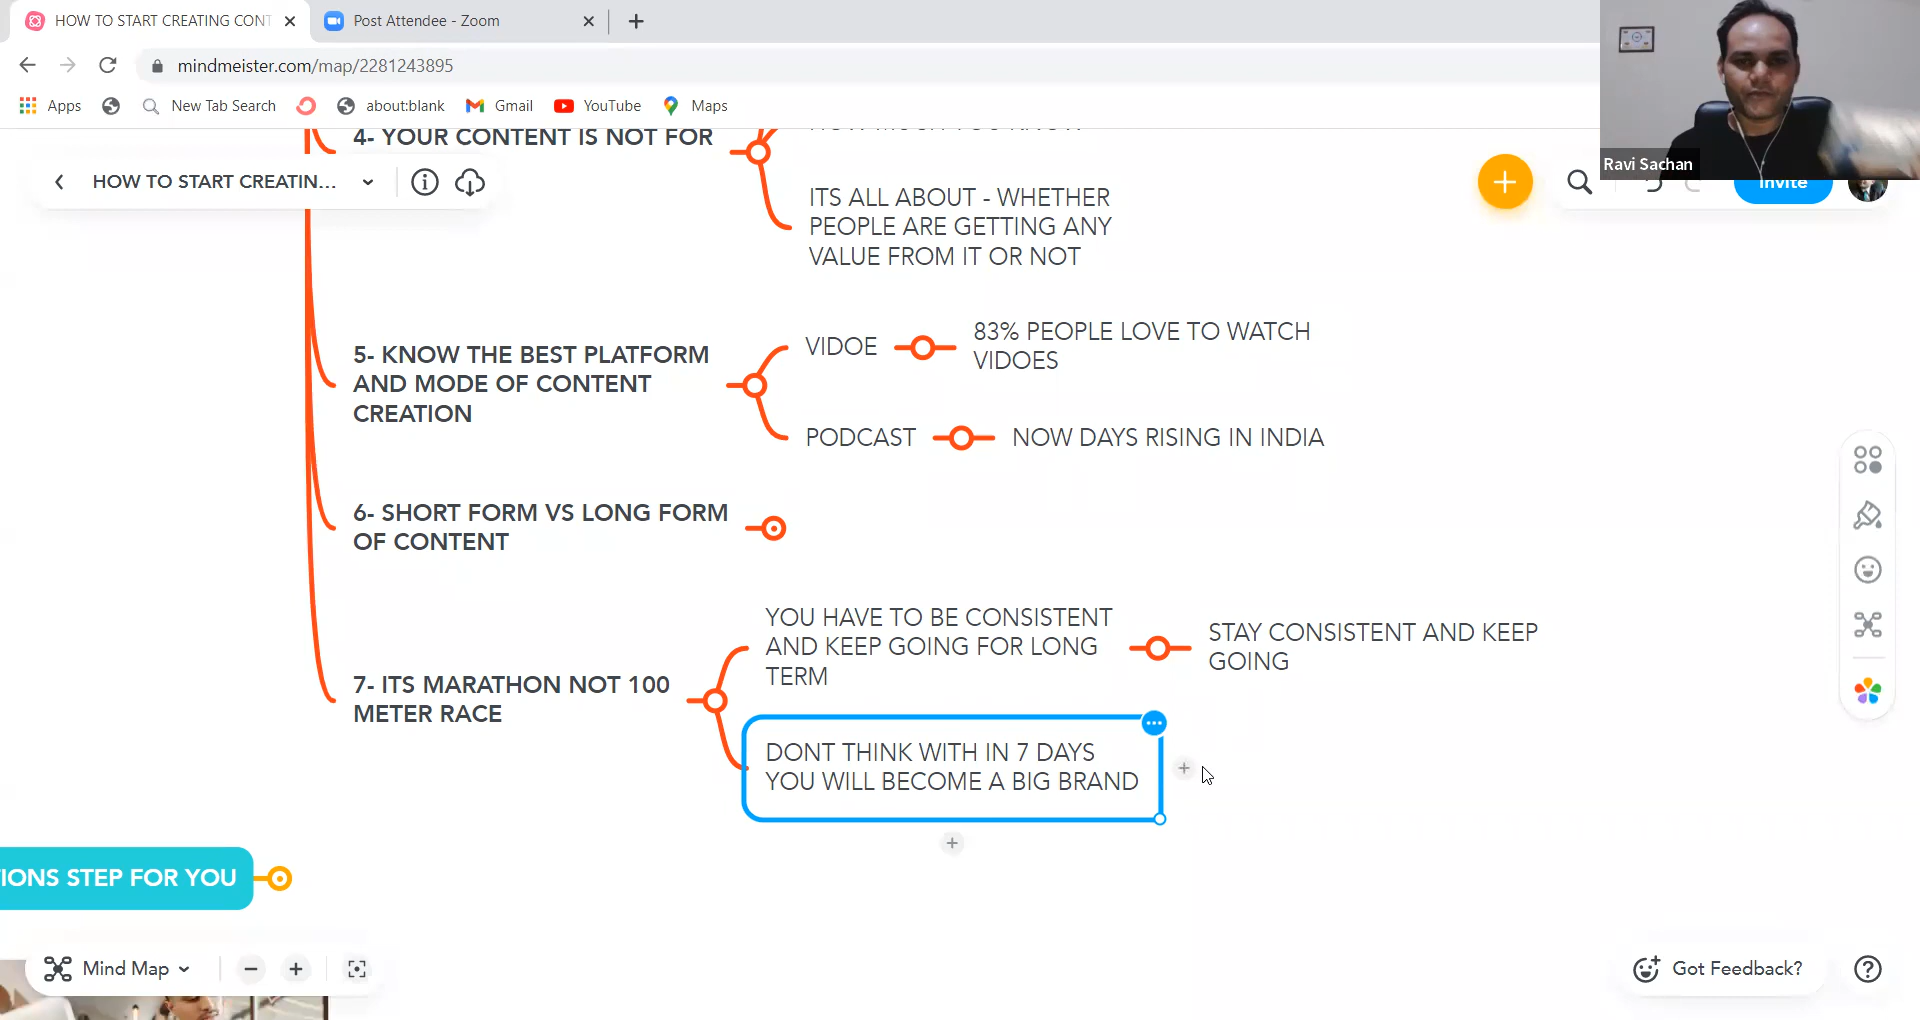 HOW TO START CREATING CONT
Post Attendee - Zoom
mindmeister.com/map/2281243895
Apps
New Tab Search
about:blank
Gmail
YouTube
Maps
Ravi Sachan
4- YOUR CONTENT IS NOT FOR
HOW MUCH YOU KNOW
HOW TO START CREATIN...
Invite
ITS ALL ABOUT - WHETHER
PEOPLE ARE GETTING ANY
VALUE FROM IT OR NOT
5- KNOW THE BEST PLATFORM
AND MODE OF CONTENT
CREATION
VIDOE
83% PEOPLE LOVE TO WATCH
VIDOES
PODCAST
NOW DAYS RISING IN INDIA
6- SHORT FORM VS LONG FORM
OF CONTENT
7- ITS MARATHON NOT 100
METER RACE
YOU HAVE TO BE CONSISTENT
AND KEEP GOING FOR LONG
TERM
STAY CONSISTENT AND KEEP
GOING
DONT THINK WITH IN 7 DAYS
YOU WILL BECOME A BIG BRAND
IONS STEP FOR YOU
Mind Map
Got Feedback?